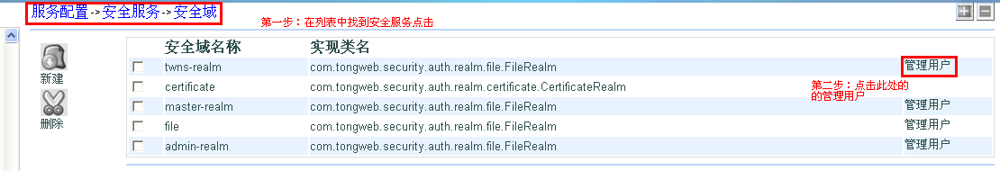 服务配置->安全服务->安全域
第一步：在列表中找到安全服务点击
安全域名称 实现类名
twns-realm com.tongweb.security.auth.realm.file.FileRealm 管理用户
certificate com.tongweb.security.auth.realm.certificate.CertificateRealm
master-realm com.tongweb.security.auth.realm.file.FileRealm 管理用户
file com.tongweb.security.auth.realm.file.FileRealm 管理用户
admin-realm com.tongweb.security.auth.realm.file.FileRealm 管理用户
新建
删除
第二步：点击此处的
的管理用户